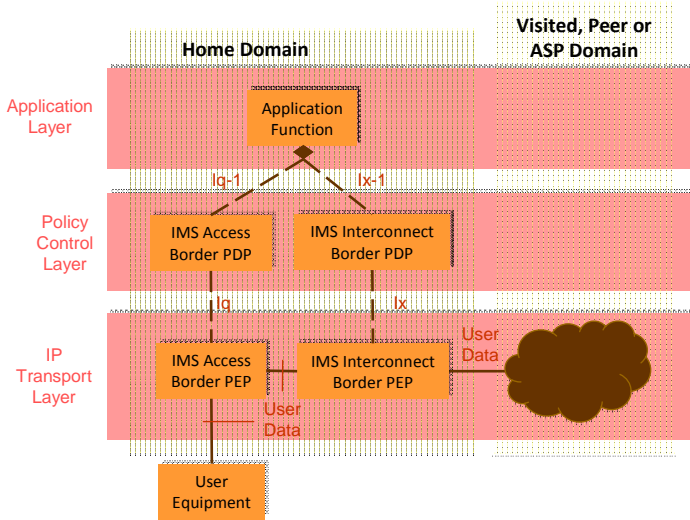 Visited, Peer or
ASP Domain
Home Domain
Application
Layer
Application
Function
Iq-1
Ix-1
Policy
Control
Layer
IMS Access
Border PDP
IMS Interconnect
Border PDP
Iq
Ix
User
Data
IP
Transport
Layer
IMS Access
Border PEP
IMS Interconnect
Border PEP
User
Data
User
Equipment